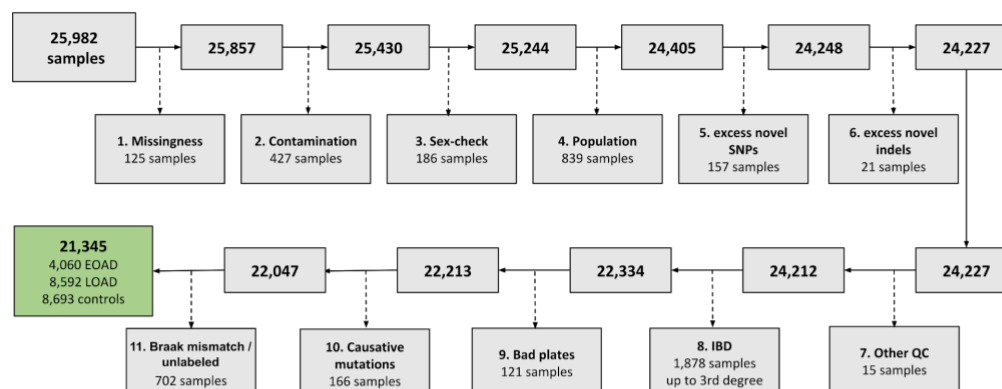 25,982
samples
25,857
25,430
25,244
24,405
24,248
24,227
1. Missingness
125 samples
2. Contamination
427 samples
3. Sex-check
186 samples
4. Population
839 samples
5. excess novel
SNPs
157 samples
6. excess novel
indels
21 samples
21,345
4,060 EOAD
8,592 LOAD
8,693 controls
22,047
22,213
22,334
24,212
24,227
11. Braak mismatch /
unlabeled
702 samples
10. Causative
mutations
166 samples
9. Bad plates
121 samples
8. IBD
1,878 samples
up to 3rd degree
7. Other QC
15 samples